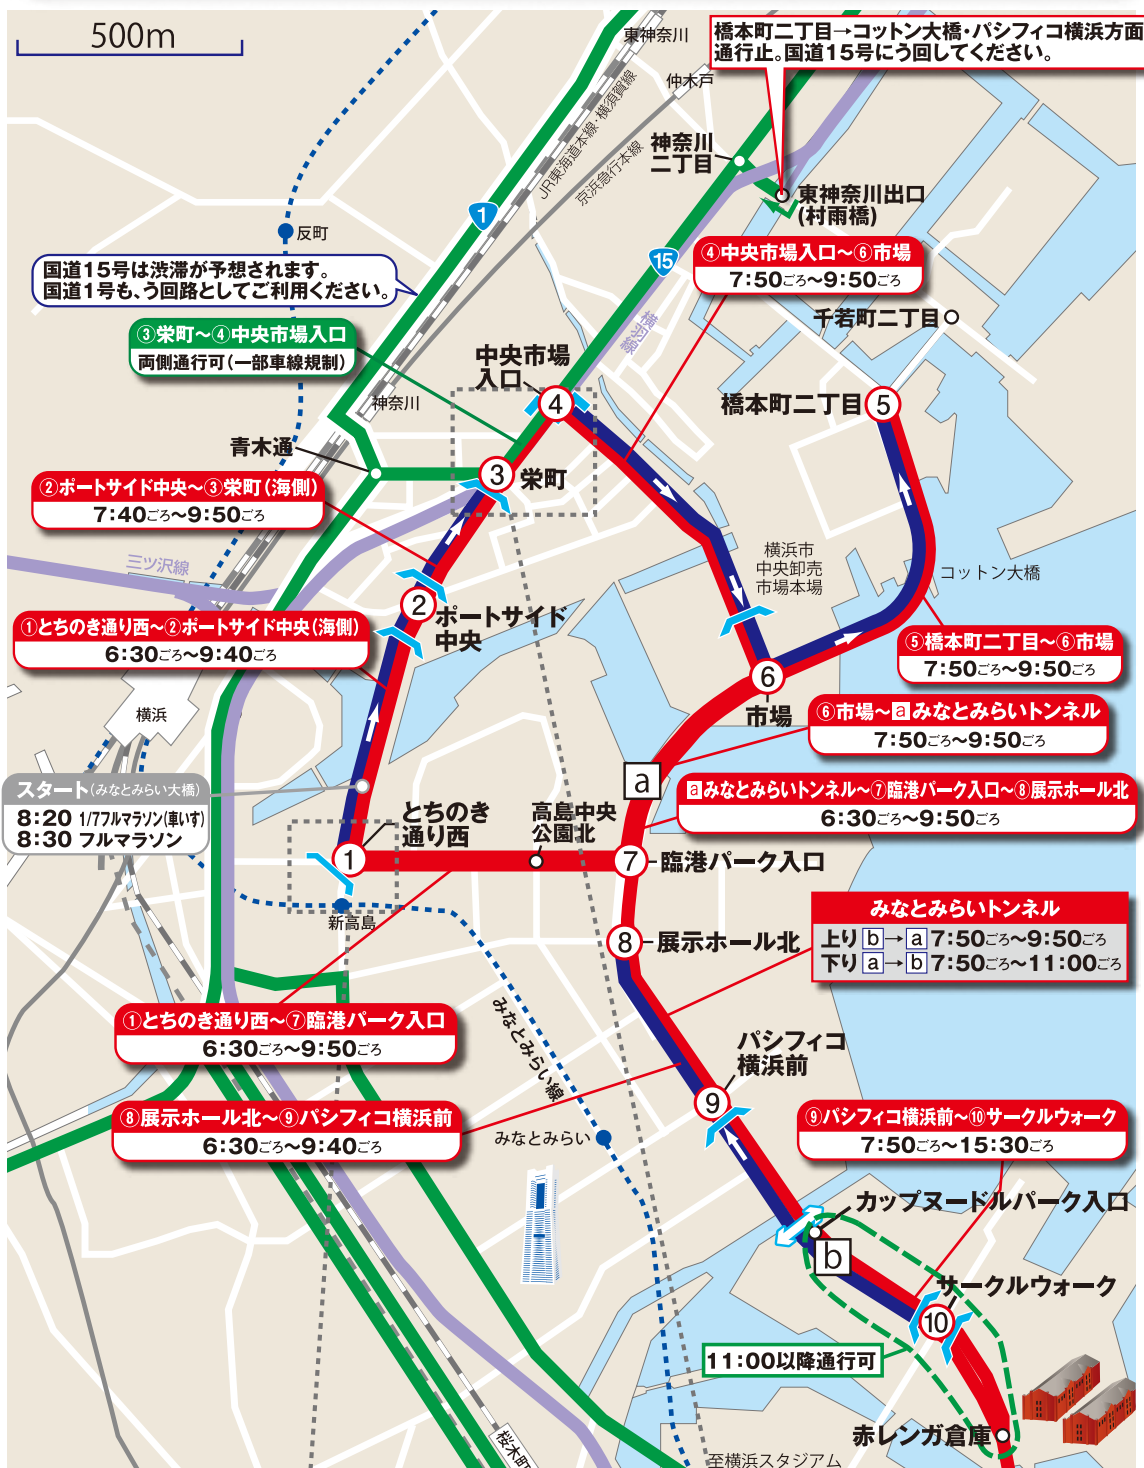 500m
東神奈川
橋本町二丁目→コットン大橋・パシフィコ横浜方面
通行止。国道15号にう回してください。
仲木戸
JR東海道本線・横須賀線
京浜急行本線
神奈川
二丁目
東神奈川出口
(村雨橋)
1
反町
15
国道15号は渋滞が予想されます。
国道1号も、う回路としてご利用ください。
④中央市場入口〜⑥市場
7:50ごろ〜9:50ごろ
千若町二丁目
横羽線
③栄町〜④中央市場入口
両側通行可(一部車線規制)
中央市場
入口
4
神奈川
橋本町二丁目
5
青木通
3
栄町
②ポートサイド中央〜③栄町(海側)
7:40ごろ〜9:50ごろ
三ツ沢線
横浜市
中央卸売
市場本場
コットン大橋
2
ポートサイド
中央
①とちのき通り西〜②ポートサイド中央(海側)
6:30ごろ〜9:40ごろ
⑤橋本町二丁目〜⑥市場
7:50ごろ〜9:50ごろ
6
市場
横浜
⑥市場〜aみなとみらいトンネル
7:50ごろ〜9:50ごろ
a
スタート(みなとみらい大橋)
8:20 1/7フルマラソン(車いす)
8:30 フルマラソン
aみなとみらいトンネル〜⑦臨港パーク入口〜⑧展示ホール北
6:30ごろ〜9:50ごろ
とちのき
通り西
高島中央
公園北
1
7
臨港パーク入口
新高島
8
展示ホール北
みなとみらいトンネル
上り b→a 7:50ごろ〜9:50ごろ
下り a→b 7:50ごろ〜11:00ごろ
①とちのき通り西〜⑦臨港パーク入口
6:30ごろ〜9:50ごろ
みなとみらい線
パシフィコ
横浜前
9
⑧展示ホール北〜⑨パシフィコ横浜前
6:30ごろ〜9:40ごろ
みなとみらい
⑨パシフィコ横浜前〜⑩サークルウォーク
7:50ごろ〜15:30ごろ
カップヌードルパーク入口
b
サークルウォーク
10
11:00以降通行可
赤レンガ倉庫
桜木町
至横浜スタジアム